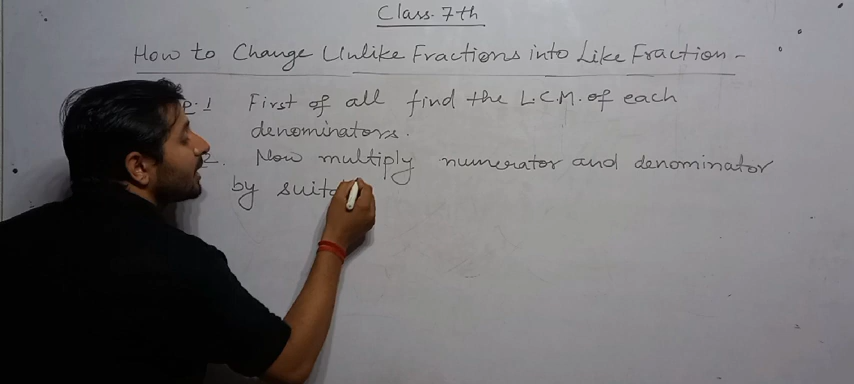 Class. 7th
How to Change Unlike Fractions into Like Fraction -
p. 1 First of all find the L.C.M. of each
denominators.
2. Now multiply numerator and denominator
by suita